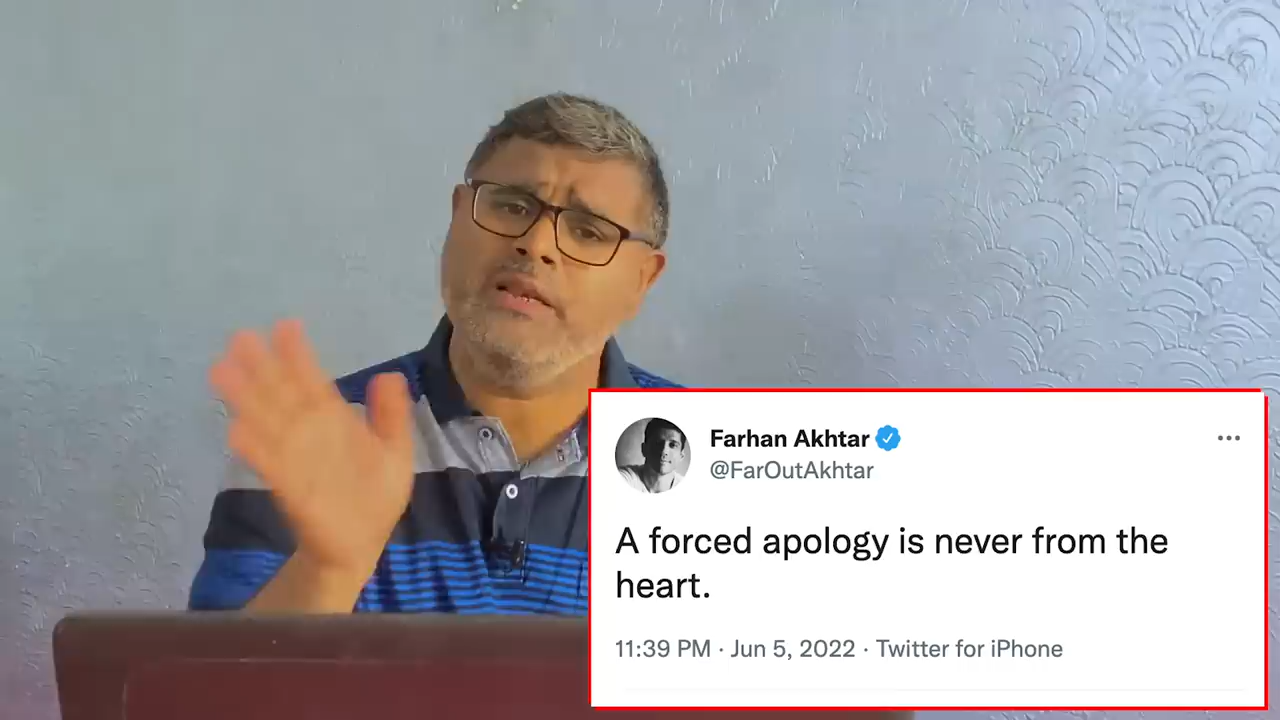 Farhan Akhtar
@FarOutAkhtar
A forced apology is never from the
heart.
11:39 PM · Jun 5, 2022 · Twitter for iPhone